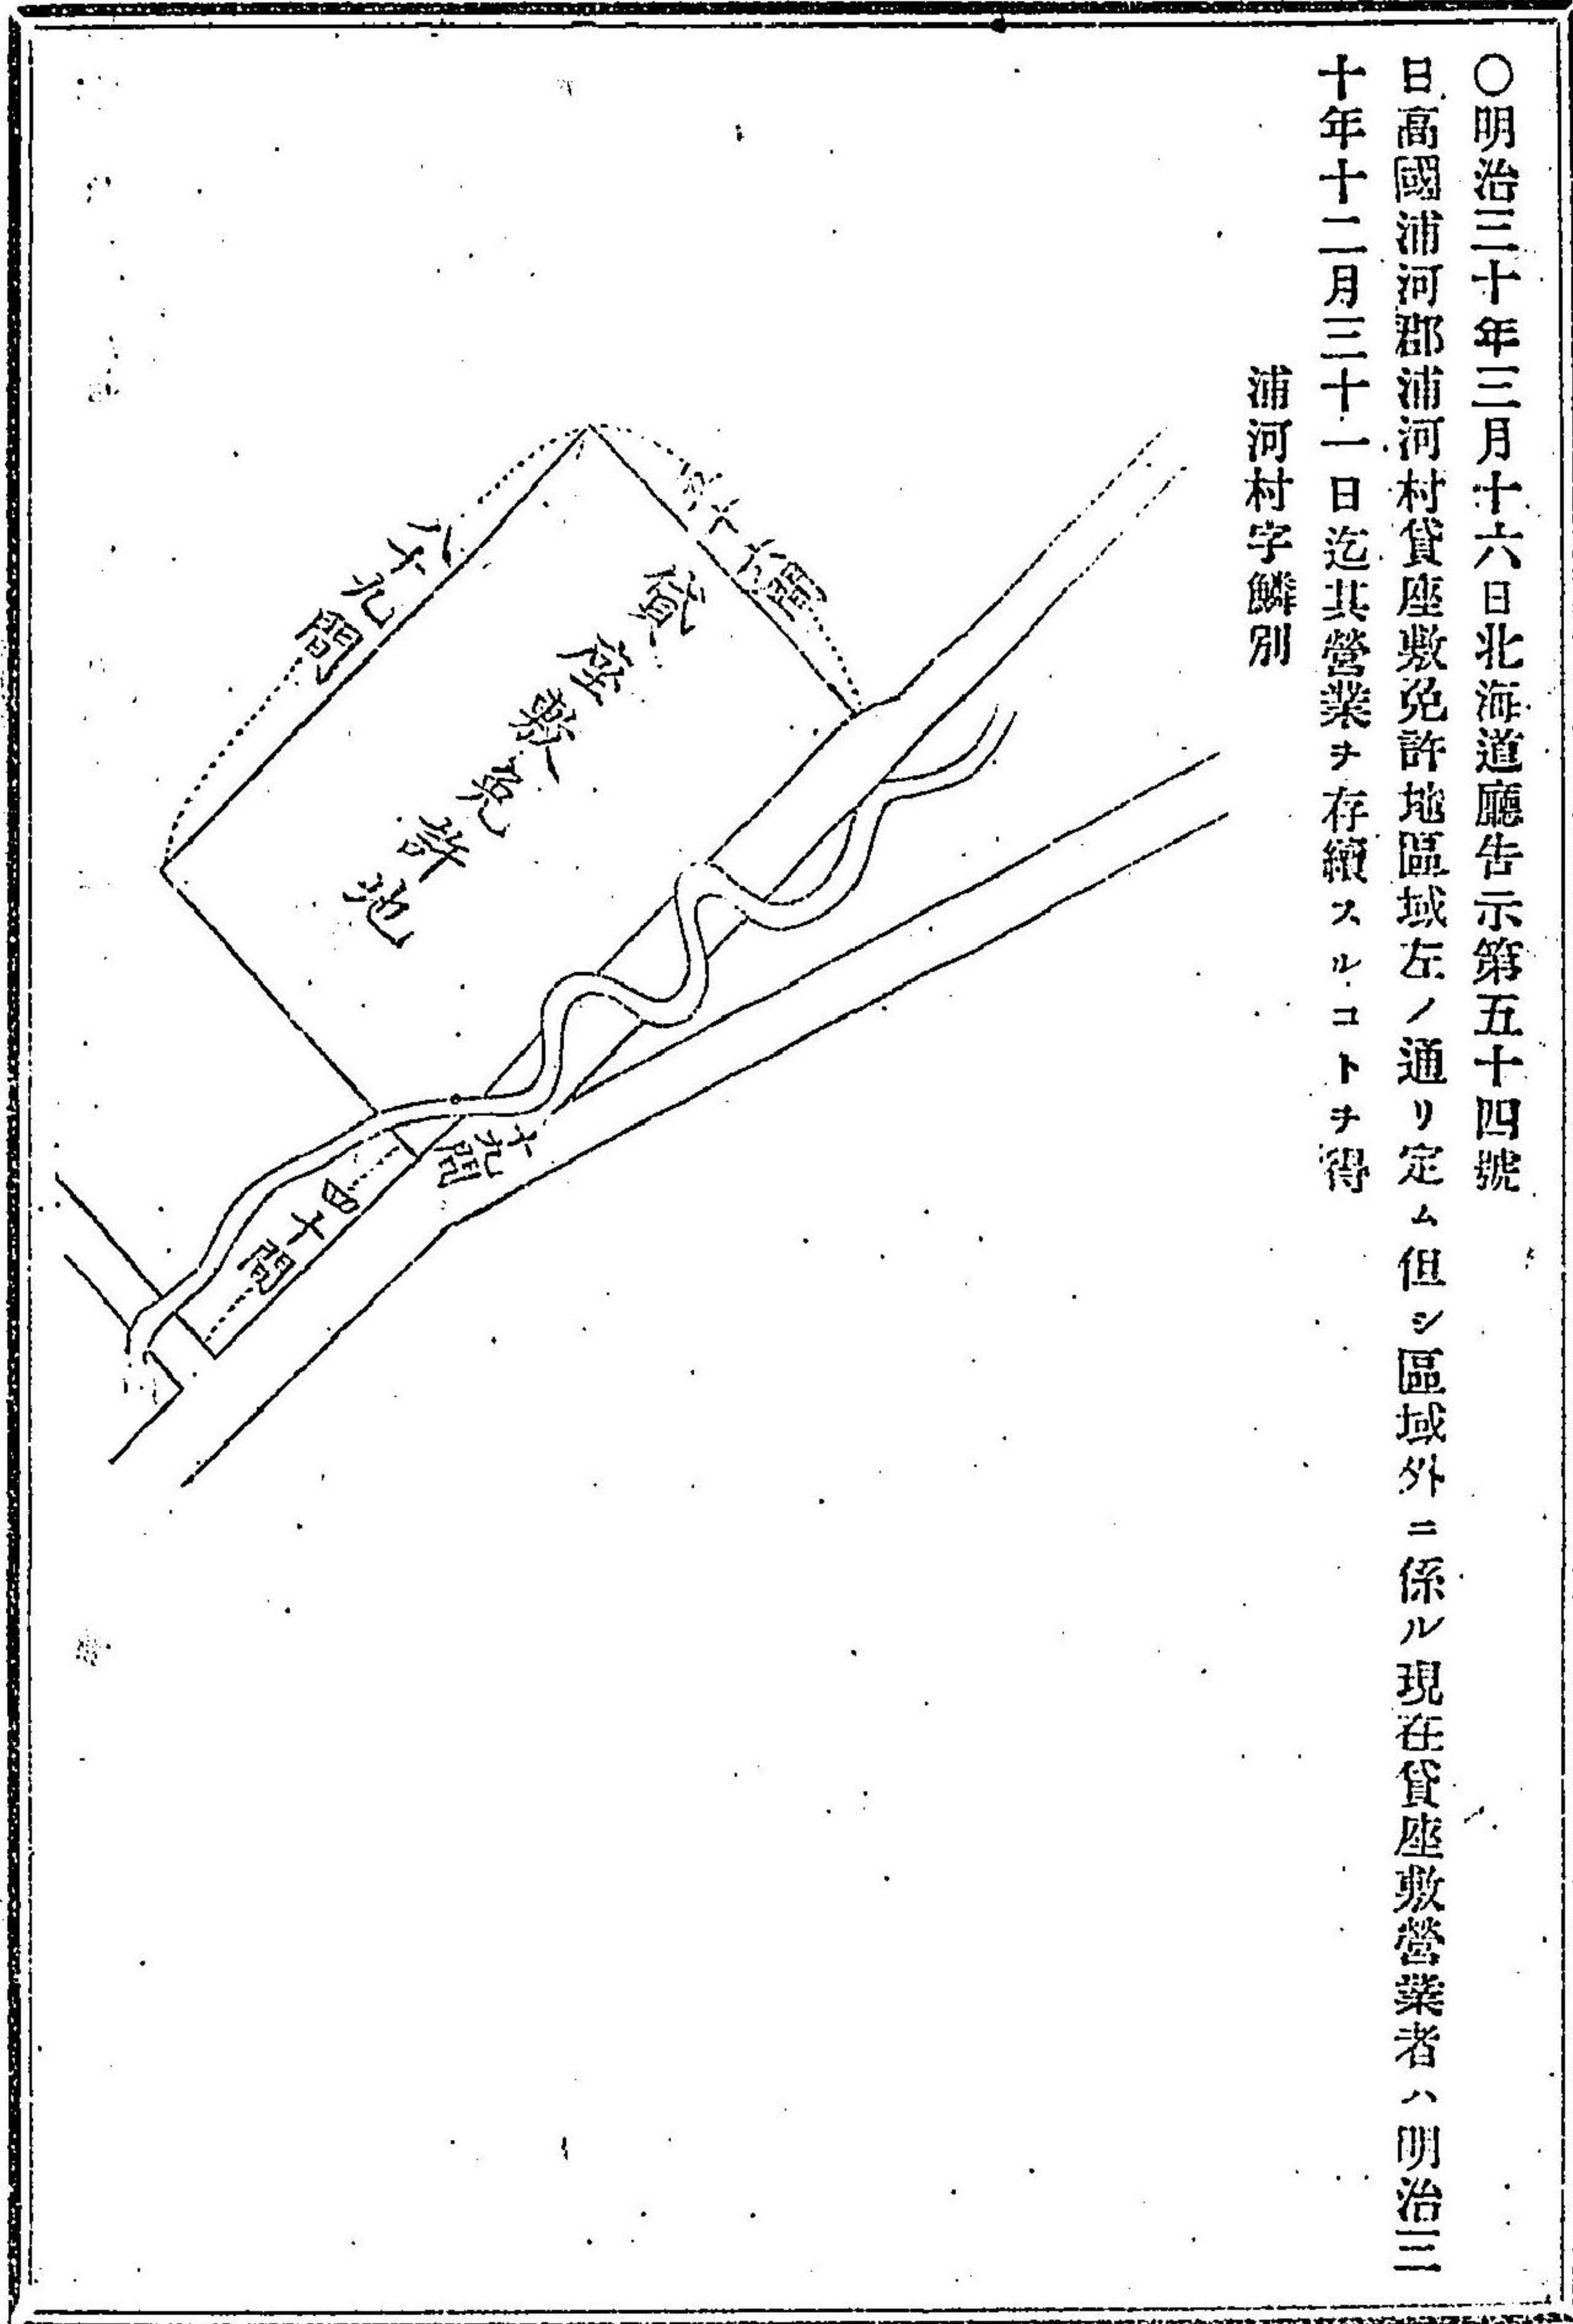 〇明治三十年三月十六日北海道廳告示第五十四號
日高國浦河郡浦河村貸座敷免許地區域左ノ通リ定ム但シ區域外ニ係ル現在貸座敷營業者ハ明治三
十年十二月三十一日迄其營業ヲ存續スルコトヲ得
浦河村字鱗別
十六間
貸座敷免許地
八十九間
十九間
四十間